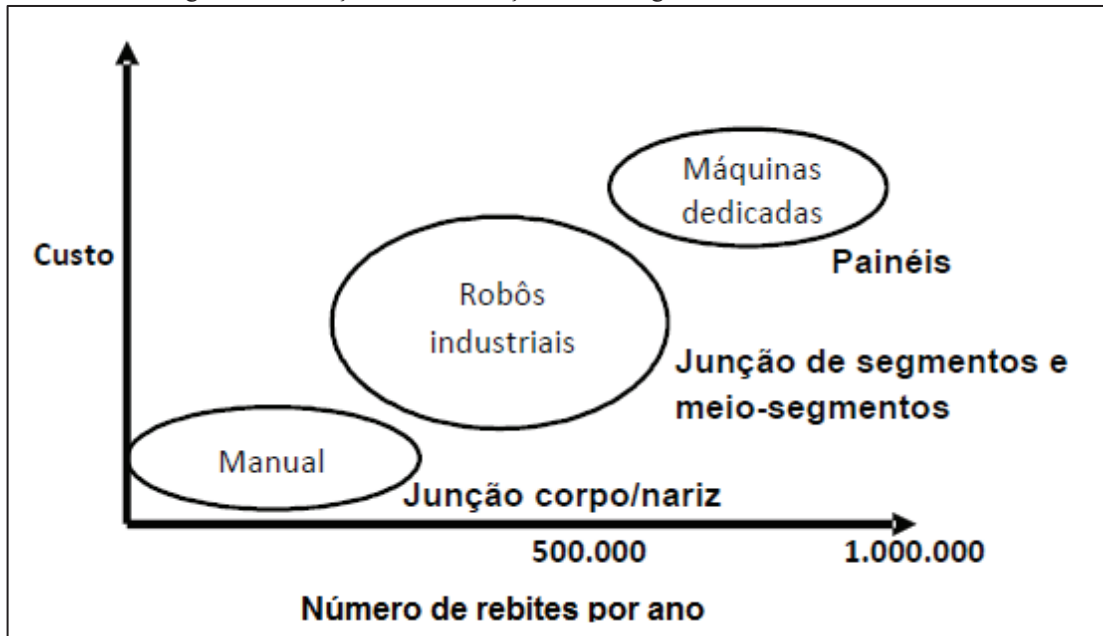 Máquinas
dedicadas
Custo
Painéis
Robôs
industriais
Junção de segmentos e
meio-segmentos
Manual
Junção corpo/nariz
500.000
1.000.000
Número de rebites por ano